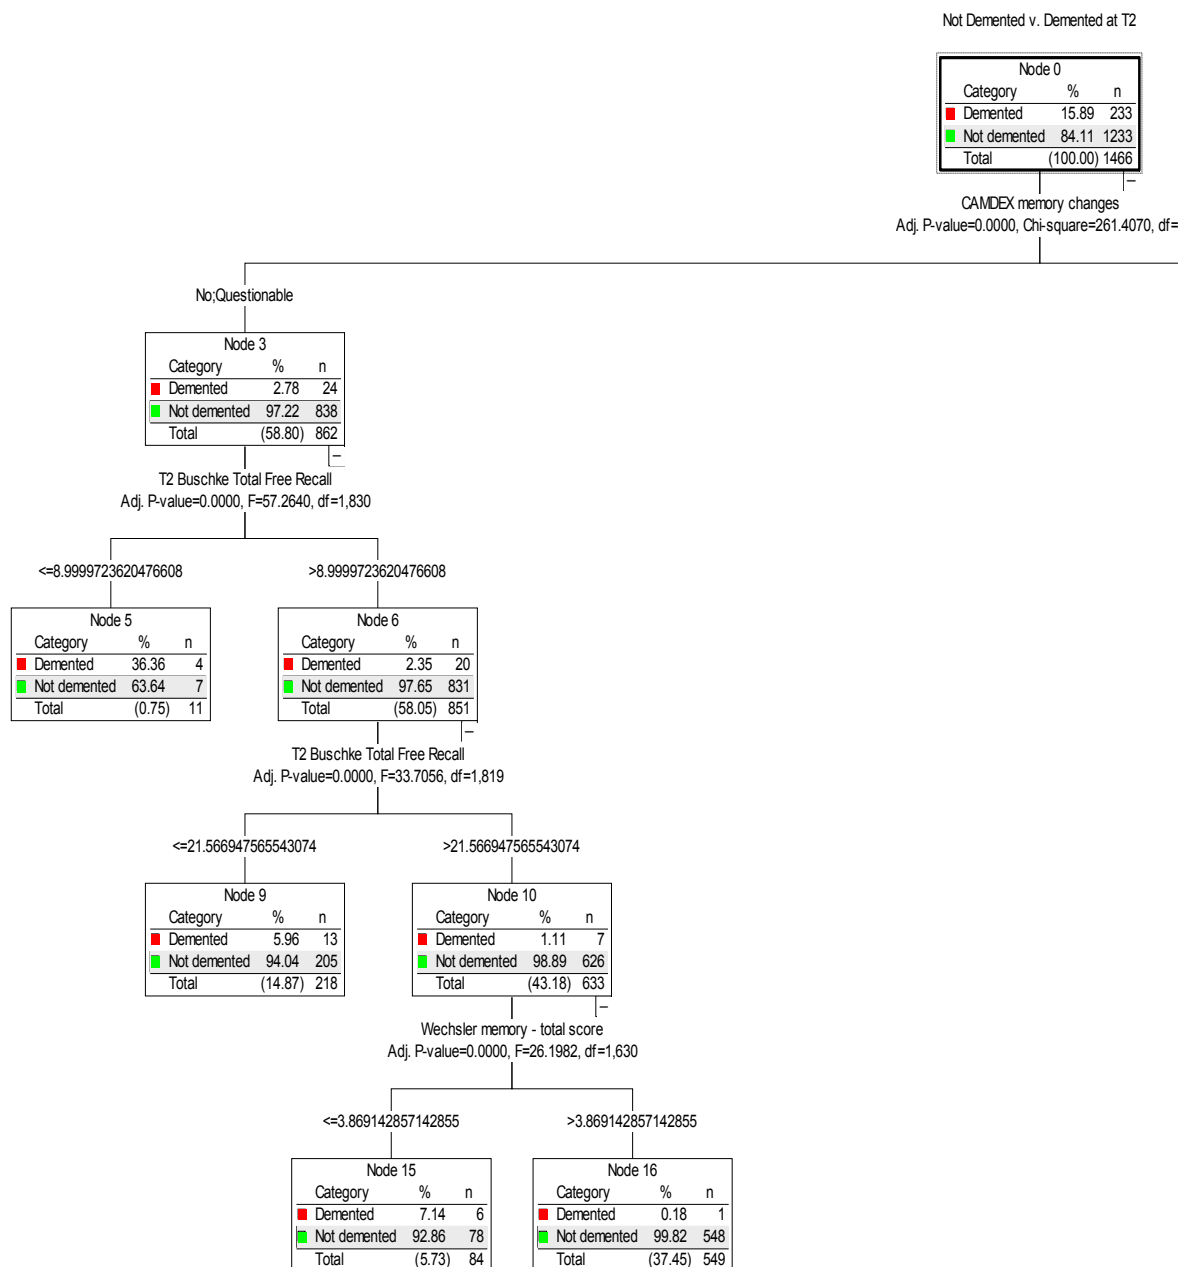 Not Demented v. Demented at T2
Node 0
Category % n
Demented 15.89 233
Not demented 84.11 1233
Total (100.00) 1466
CAMDEX memory changes
Adj. P-value=0.0000, Chi-square=261.4070, df=
No;Questionable
Node 3
Category % n
Demented 2.78 24
Not demented 97.22 838
Total (58.80) 862
T2 Buschke Total Free Recall
Adj. P-value=0.0000, F=57.2640, df=1,830
<=8.9999723620476608 >8.9999723620476608
Node 5
Category % n
Demented 36.36 4
Not demented 63.64 7
Total (0.75) 11
Node 6
Category % n
Demented 2.35 20
Not demented 97.65 831
Total (58.05) 851
T2 Buschke Total Free Recall
Adj. P-value=0.0000, F=33.7056, df=1,819
<=21.566947565543074 >21.566947565543074
Node 9
Category % n
Demented 5.96 13
Not demented 94.04 205
Total (14.87) 218
Node 10
Category % n
Demented 1.11 7
Not demented 98.89 626
Total (43.18) 633
Wechsler memory - total score
Adj. P-value=0.0000, F=26.1982, df=1,630
<=3.869142857142855 >3.869142857142855
Node 15
Category % n
Demented 7.14 6
Not demented 92.86 78
Total (5.73) 84
Node 16
Category % n
Demented 0.18 1
Not demented 99.82 548
Total (37.45) 549